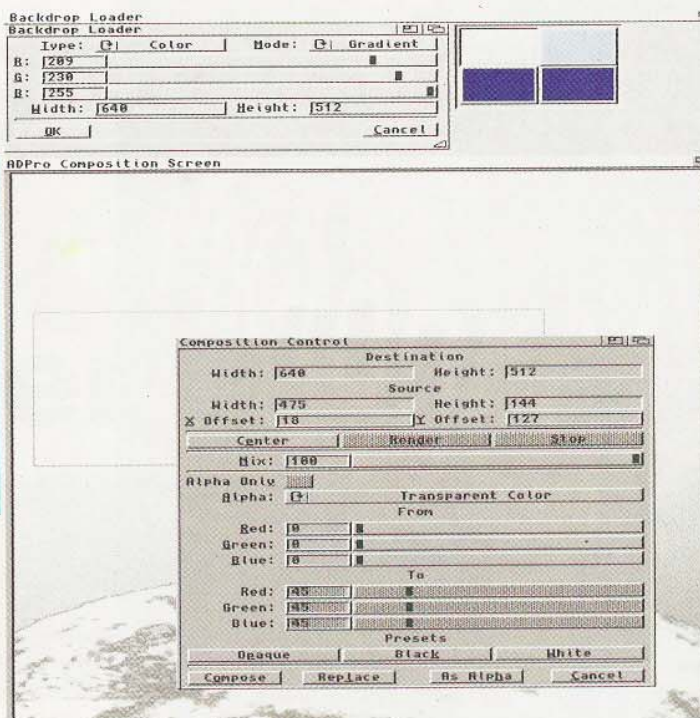 Backdrop Loader
Backdrop Loader
Type: Color Mode: Gradient
R: 209
G: 230
B: 255
Width: 640 Height: 512
OK Cancel
ADPro Composition Screen
Composition Control
Destination
Width: 640 Height: 512
Source
Width: 475 Height: 144
X Offset: 18 Y Offset: 127
Center Render Stop
Mix: 100
Alpha Only
Alpha: Transparent Color
From
Red: 0
Green: 0
Blue: 0
To
Red: 45
Green: 45
Blue: 45
Presets
Opaque Black White
Compose Replace As Alpha Cancel